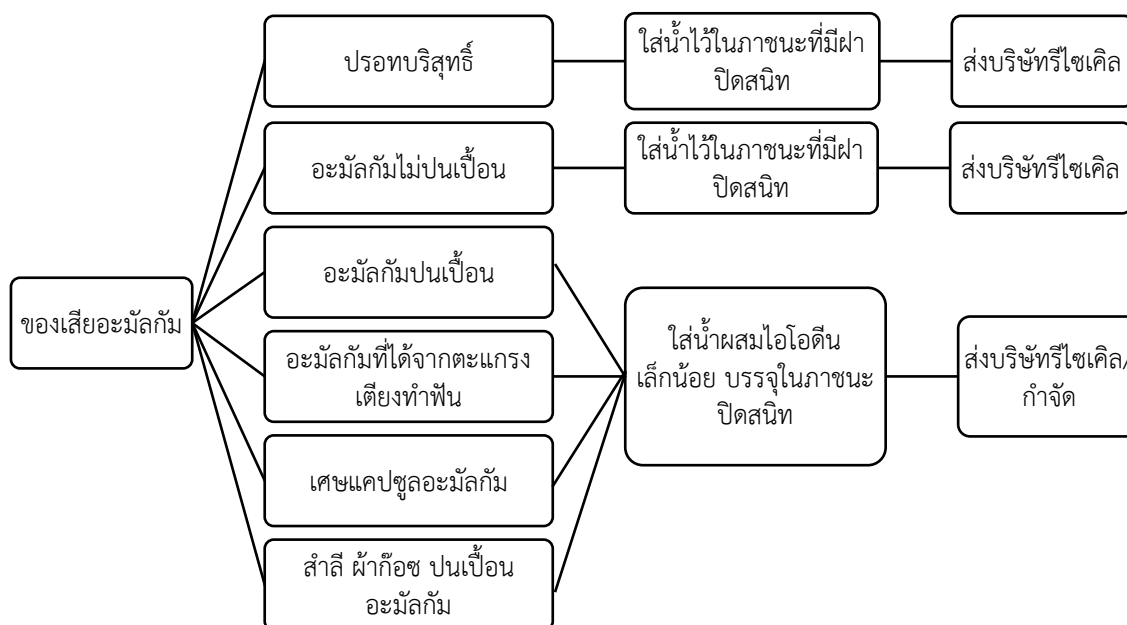 ปรอทบริสุทธิ์
ใส่น้ำไว้ในภาชนะที่มีฝา
ปิดสนิท
ส่งบริษัทรีไซเคิล
อะมัลกัมไม่ปนเปื้อน
ใส่น้ำไว้ในภาชนะที่มีฝา
ปิดสนิท
ส่งบริษัทรีไซเคิล
ของเสียอะมัลกัม
อะมัลกัมปนเปื้อน
อะมัลกัมที่ได้จากตะแกรง
เตียงทำฟัน
เศษแคปซูลอะมัลกัม
สำลี ผ้าก๊อซ ปนเปื้อน
อะมัลกัม
ใส่น้ำผสมไอโอดีน
เล็กน้อย บรรจุในภาชนะ
ปิดสนิท
ส่งบริษัทรีไซเคิล/
กำจัด